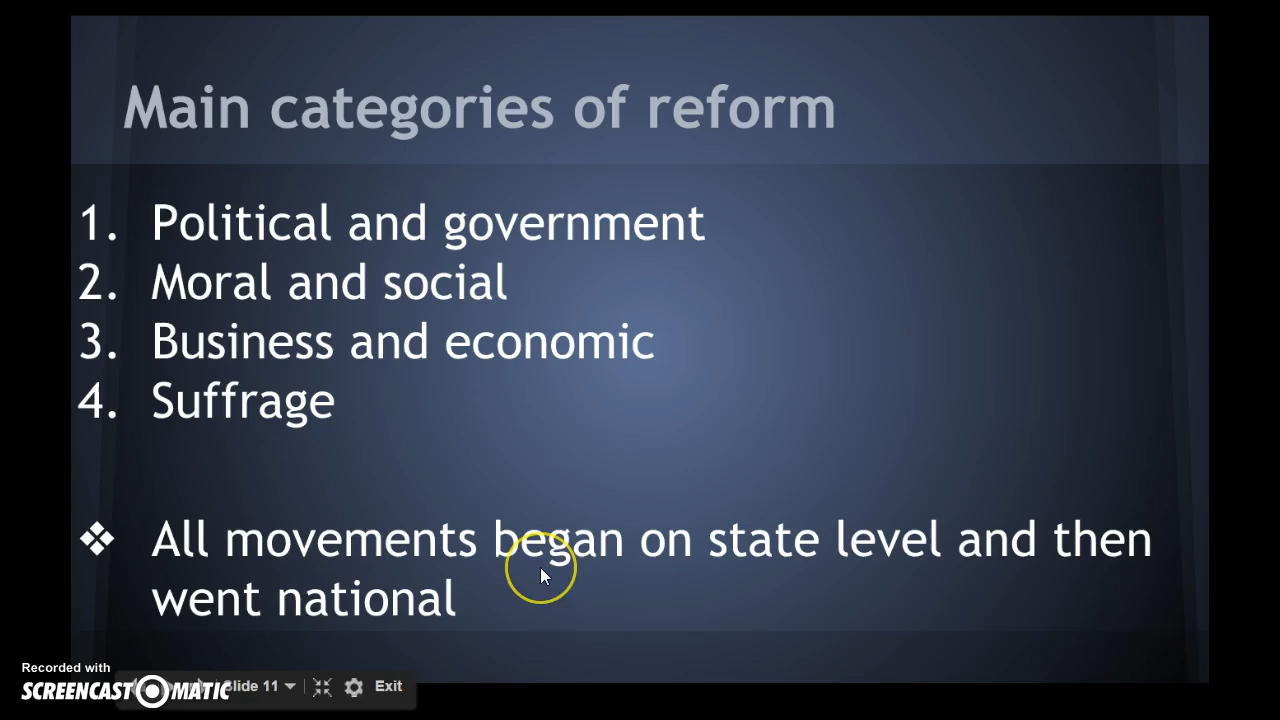 Main categories of reform
1. Political and government
2. Moral and social
3. Business and economic
4. Suffrage
❖ All movements began on state level and then
went national
Recorded with
SCREENCAST MATIC
Slide 11
Exit